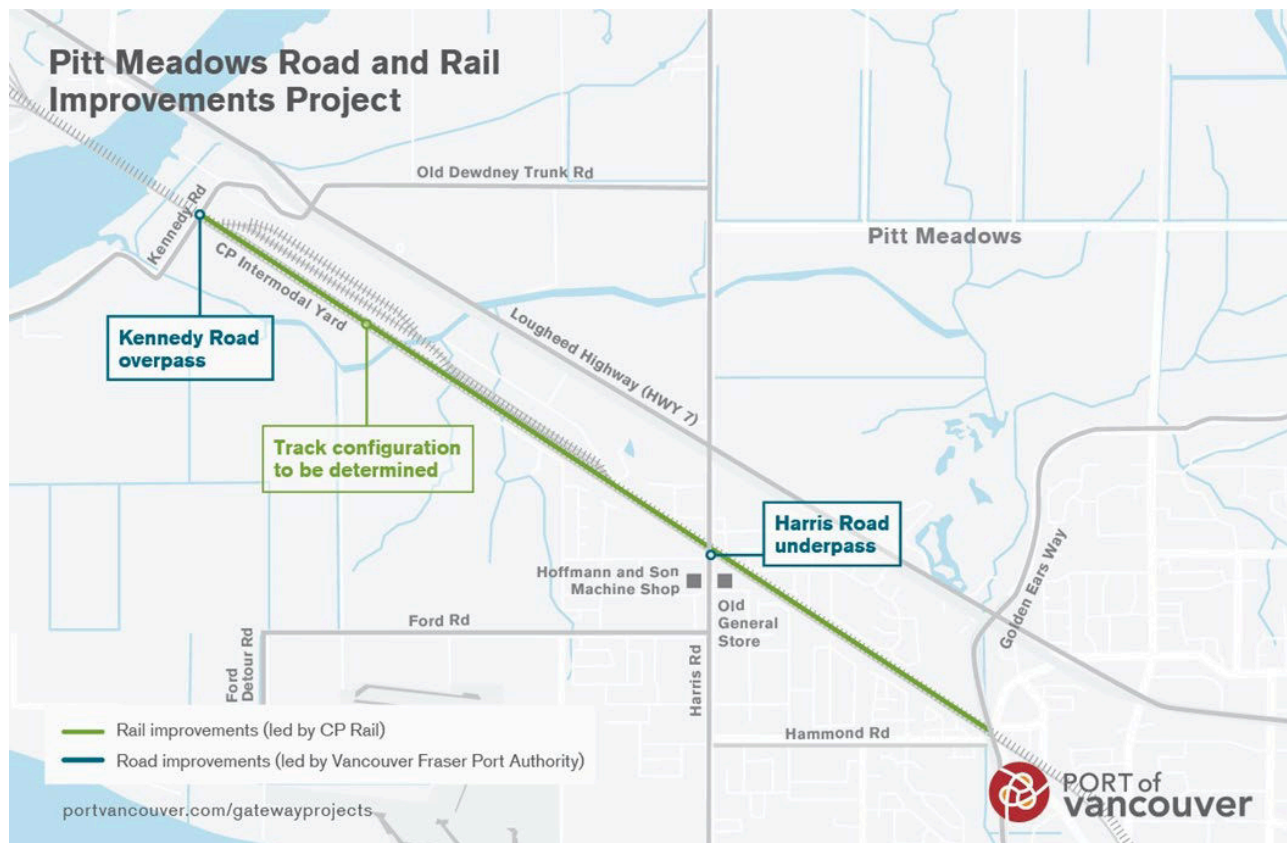 Pitt Meadows Road and Rail
Improvements Project
Old Dewdney Trunk Rd
Kennedy Rd
Pitt Meadows
CP Intermodal Yard
Kennedy Road
overpass
Lougheed Highway (HWY 7)
Track configuration
to be determined
Harris Road
underpass
Hoffmann and Son
Machine Shop
Old
General
Store
Golden Ears Way
Ford Rd
Ford
Detour Rd
Harris Rd
Hammond Rd
Rail improvements (led by CP Rail)
Road improvements (led by Vancouver Fraser Port Authority)
portvancouver.com/gatewayprojects
PORT of
vancouver